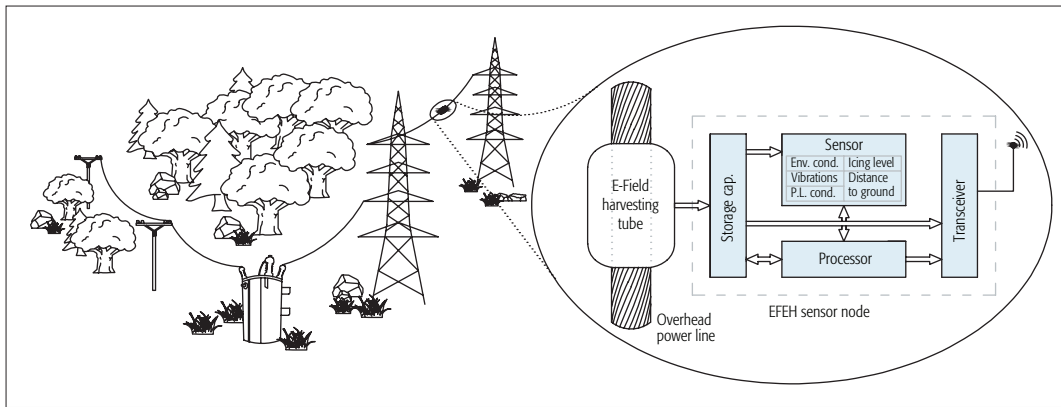 E-Field
harvesting
tube
Overhead
power line
Storage cap.
Sensor
Env. cond. Icing level
Vibrations Distance
P.L. cond. to ground
Processor
Transceiver
EFEH sensor node